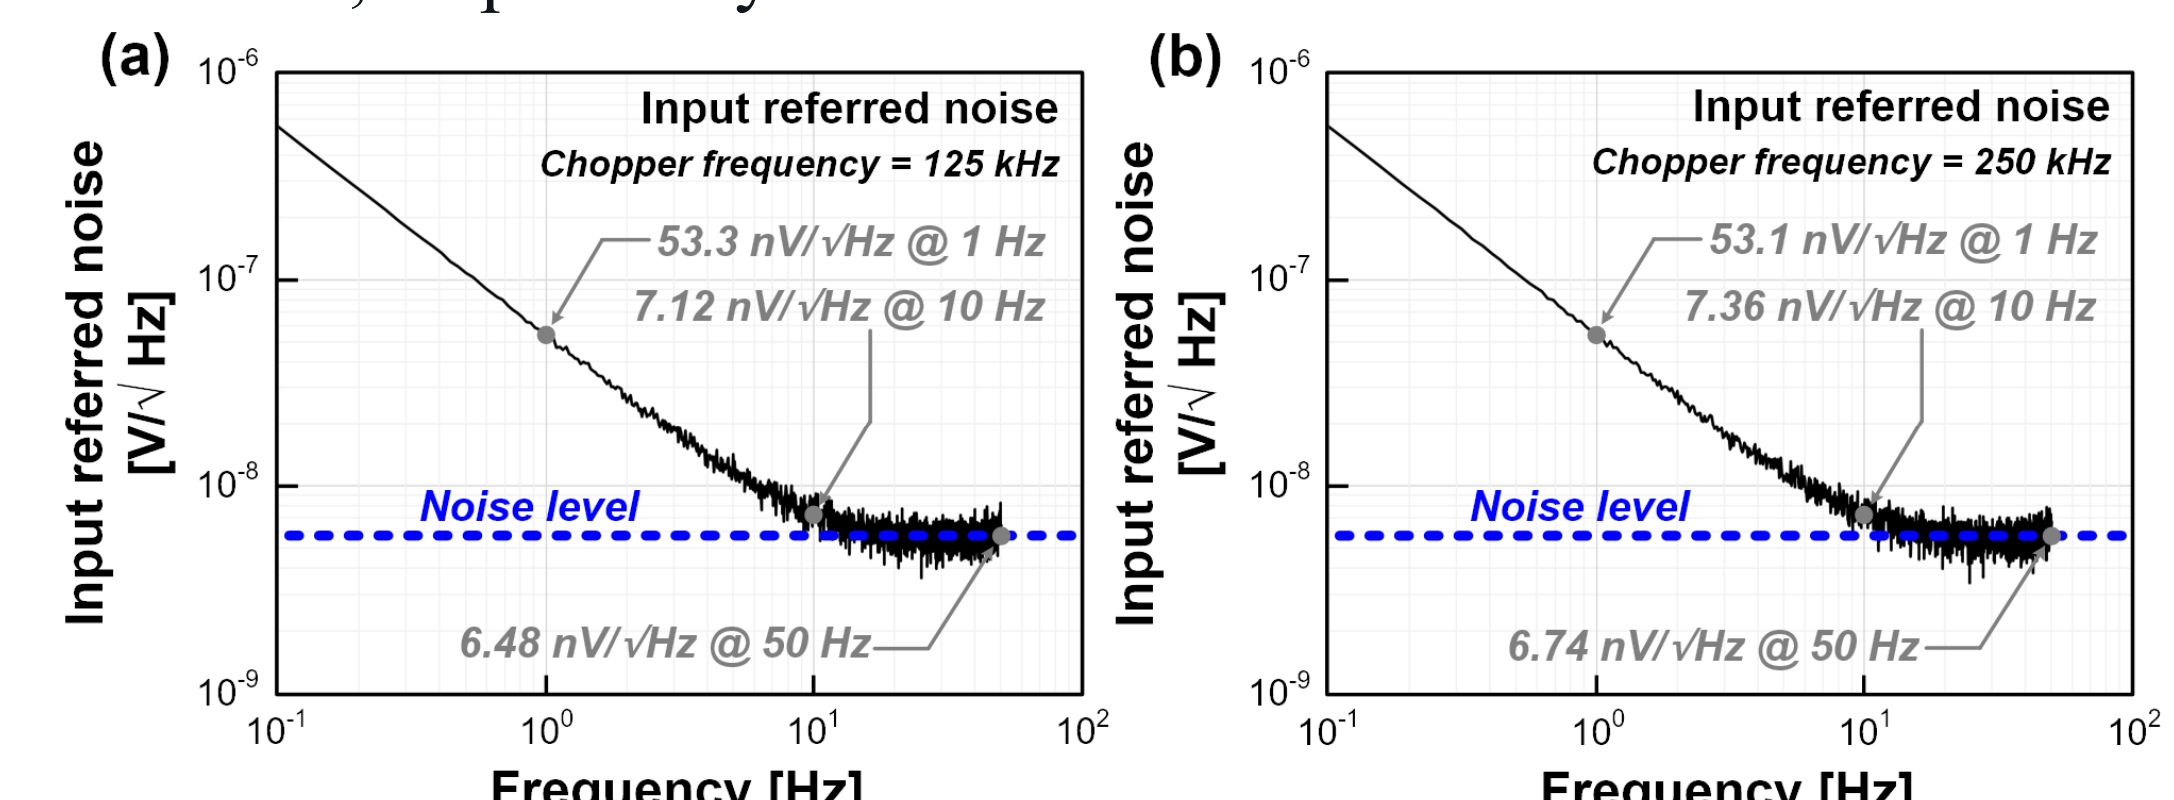 (a)
Input referred noise
Chopper frequency = 125 kHz
53.3 nV/√Hz @ 1 Hz
7.12 nV/√Hz @ 10 Hz
Noise level
6.48 nV/√Hz @ 50 Hz
10⁻⁶
10⁻⁷
10⁻⁸
10⁻⁹
Input referred noise
[V/√ Hz]
10⁻¹ 10⁰ 10¹ 10²
Frequency [Hz]
(b)
Input referred noise
Chopper frequency = 250 kHz
53.1 nV/√Hz @ 1 Hz
7.36 nV/√Hz @ 10 Hz
Noise level
6.74 nV/√Hz @ 50 Hz
10⁻⁶
10⁻⁷
10⁻⁸
10⁻⁹
Input referred noise
[V/√ Hz]
10⁻¹ 10⁰ 10¹ 10²
Frequency [Hz]